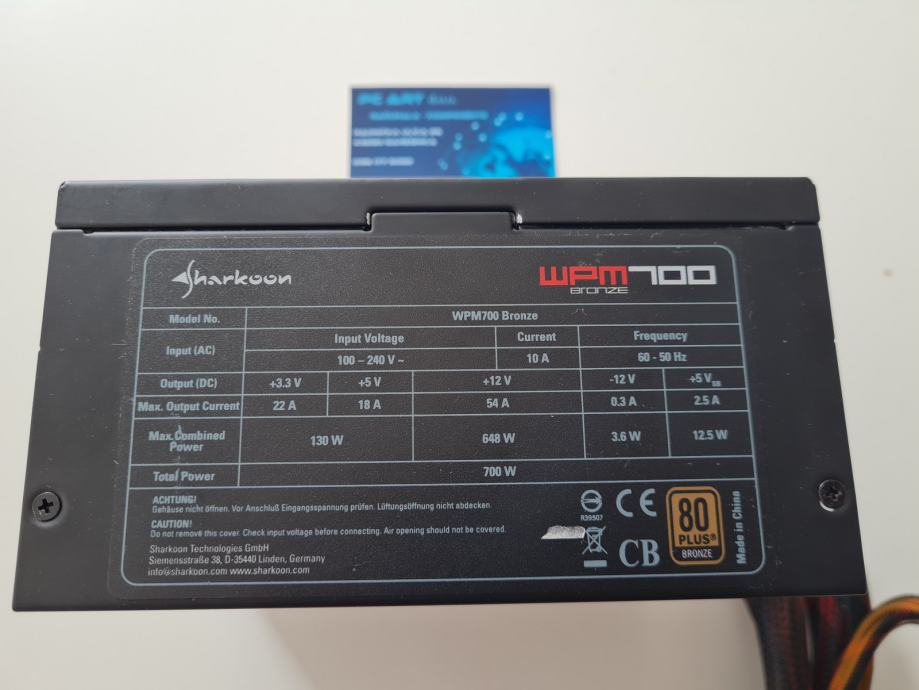 PC ART d.o.o.
Sharkoon
WPM700
BRONZE
Model No. WPM700 Bronze
Input (AC) Input Voltage Current Frequency
100 – 240 V ~ 10 A 60 - 50 Hz
Output (DC) +3.3 V +5 V +12 V -12 V +5 VSB
Max. Output Current 22 A 18 A 54 A 0.3 A 2.5 A
Max. Combined Power 130 W 648 W 3.6 W 12.5 W
Total Power 700 W
ACHTUNG!
Gehäuse nicht öffnen. Vor Anschluß Eingangsspannung prüfen. Lüftungsöffnung nicht abdecken.
CAUTION!
Do not remove this cover. Check input voltage before connecting. Air opening should not be covered.
Sharkoon Technologies GmbH
Siemensstraße 38, D-35440 Linden, Germany
info@sharkoon.com www.sharkoon.com
R39507
CE
CB
80
PLUS®
BRONZE
Made in China